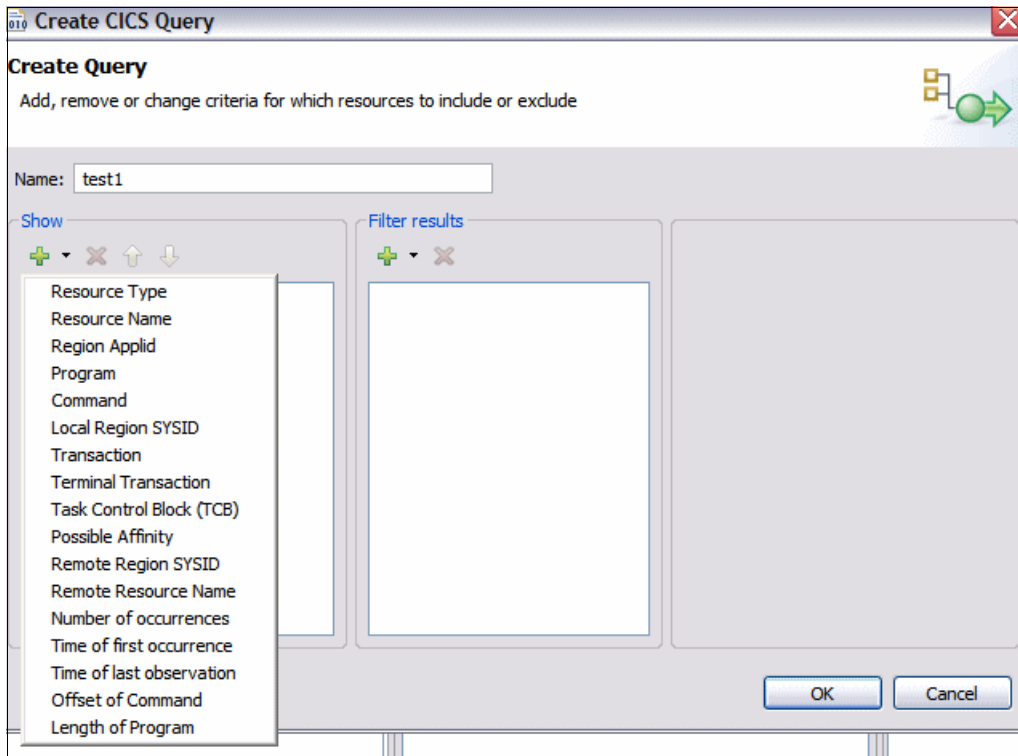 010 Create CICS Query
Create Query
Add, remove or change criteria for which resources to include or exclude
Name: test1
Show
Filter results
Resource Type
Resource Name
Region Applid
Program
Command
Local Region SYSID
Transaction
Terminal Transaction
Task Control Block (TCB)
Possible Affinity
Remote Region SYSID
Remote Resource Name
Number of occurrences
Time of first occurrence
Time of last observation
Offset of Command
Length of Program
OK Cancel